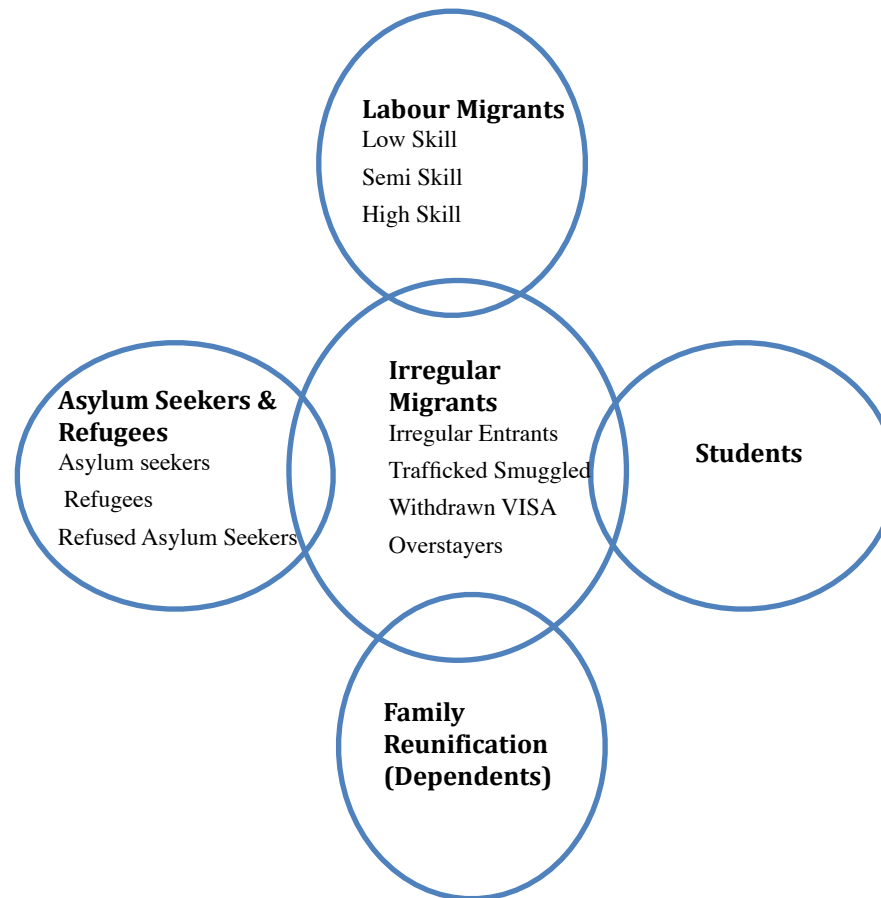 Labour Migrants
Low Skill
Semi Skill
High Skill
Asylum Seekers &
Refugees
Asylum seekers
Refugees
Refused Asylum Seekers
Irregular
Migrants
Irregular Entrants
Trafficked Smuggled
Withdrawn VISA
Overstayers
Students
Family
Reunification
(Dependents)